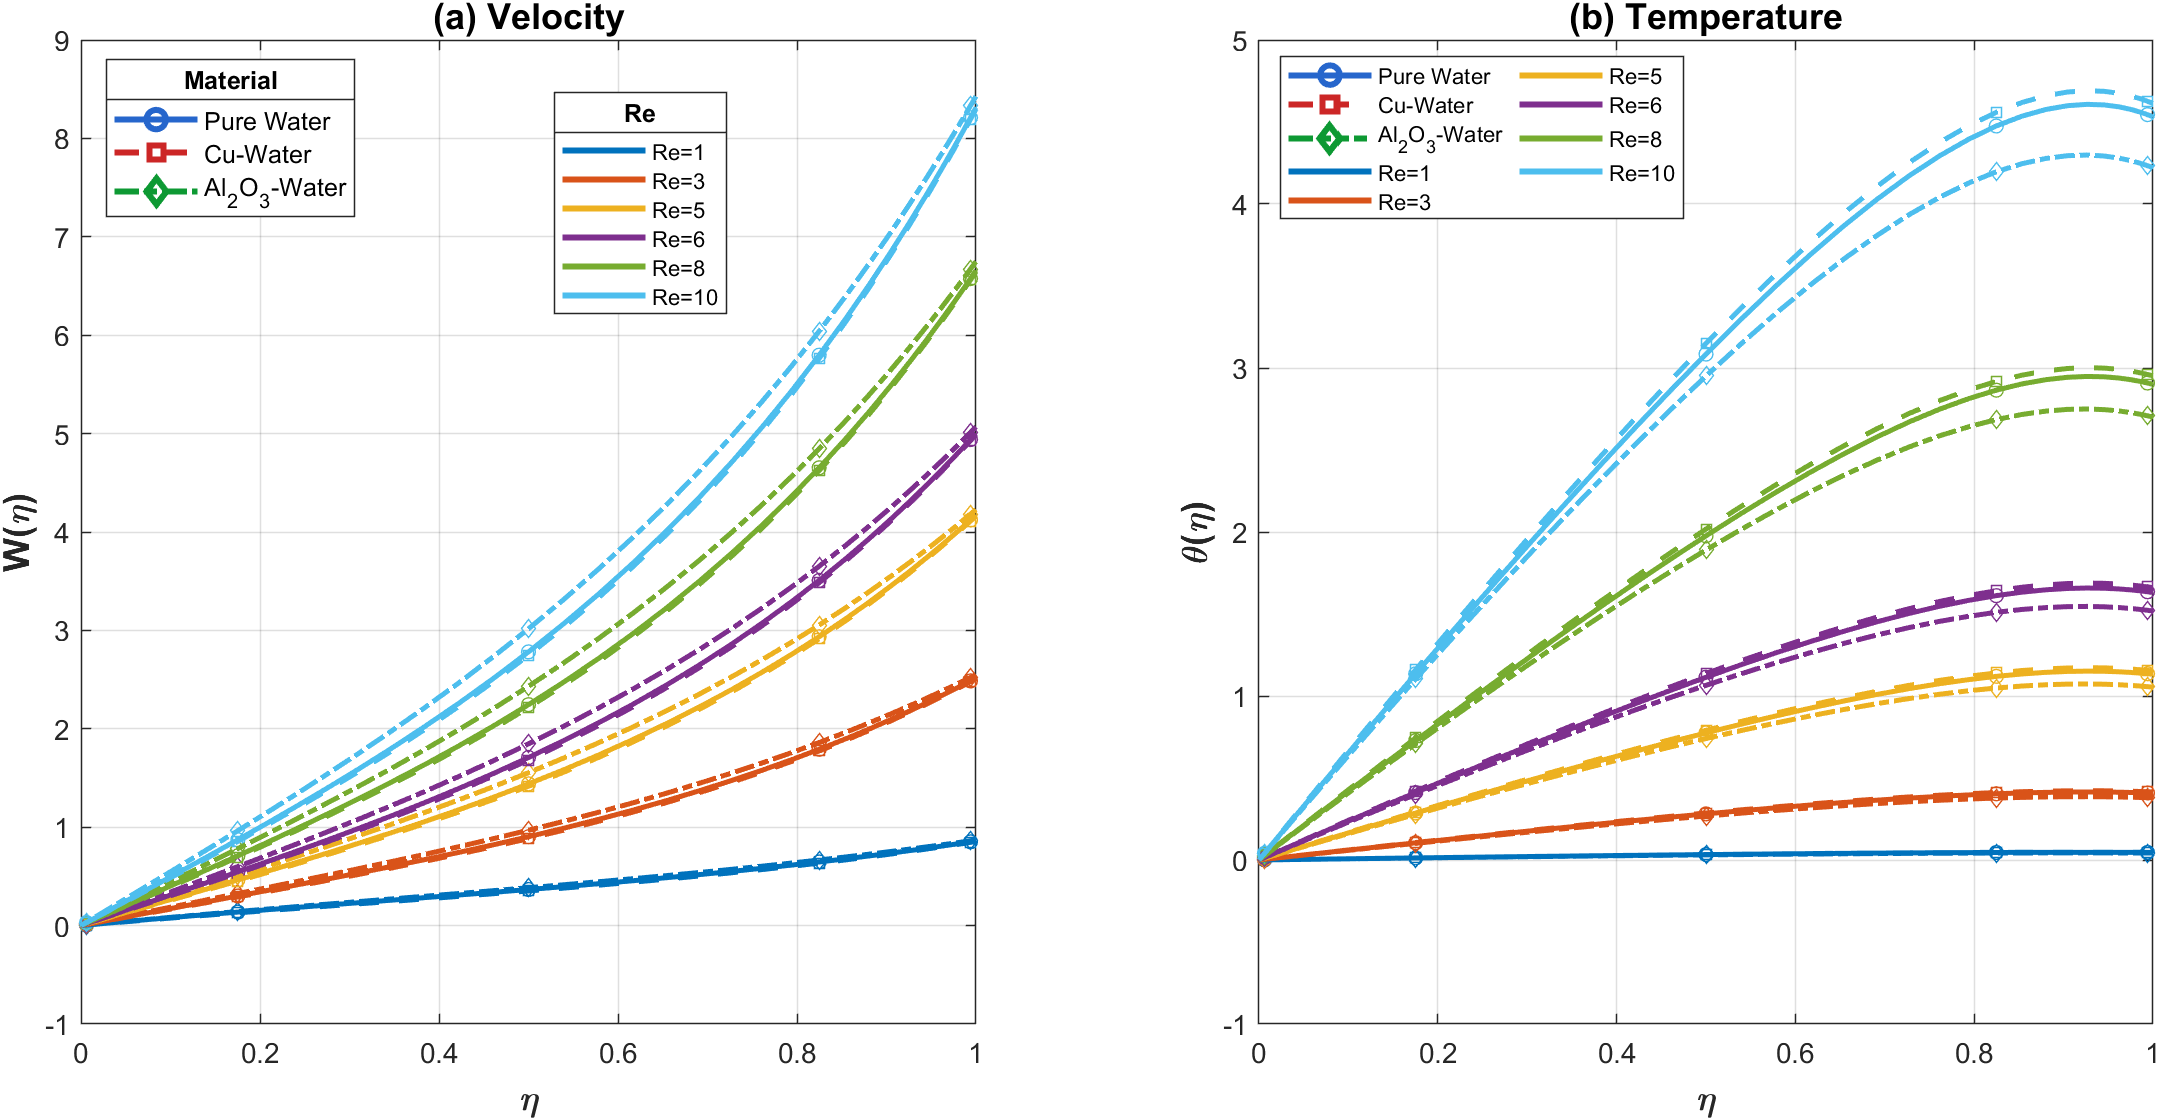 (a) Velocity
9
8
7
6
5
4
3
2
1
0
-1
W(η)
0 0.2 0.4 0.6 0.8 1
η
Material
Pure Water
Cu-Water
Al2O3-Water
Re
Re=1
Re=3
Re=5
Re=6
Re=8
Re=10
(b) Temperature
5
4
3
2
1
0
-1
θ(η)
0 0.2 0.4 0.6 0.8 1
η
Pure Water
Cu-Water
Al2O3-Water
Re=1
Re=3
Re=5
Re=6
Re=8
Re=10